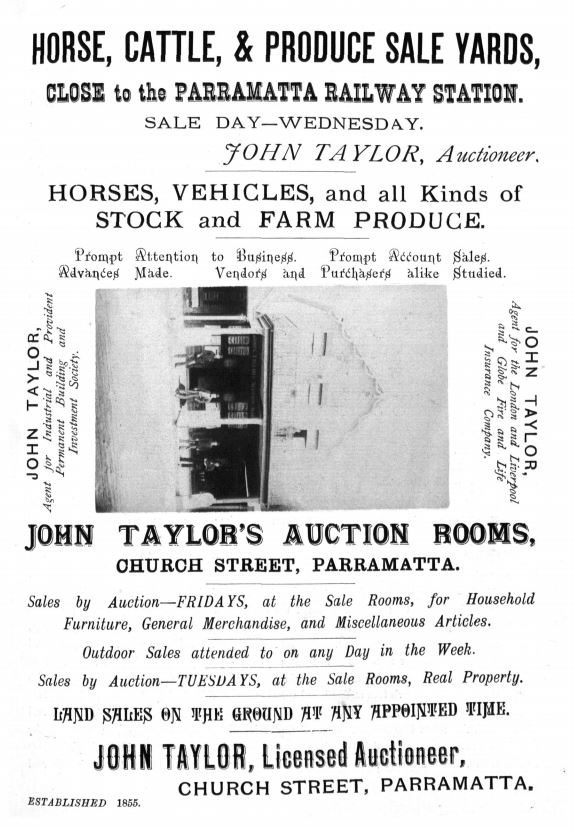 HORSE, CATTLE, & PRODUCE SALE YARDS,
CLOSE to the PARRAMATTA RAILWAY STATION.
SALE DAY—WEDNESDAY.
JOHN TAYLOR, Auctioneer.
HORSES, VEHICLES, and all Kinds of
STOCK and FARM PRODUCE.
Prompt Attention to Business. Prompt Account Sales.
Advances Made. Vendors and Purchasers alike Studied.
JOHN TAYLOR,
Agent for Industrial and Provident
Permanent Building and
Investment Society.
JOHN TAYLOR,
Agent for the London and Liverpool
and Globe Fire and Life
Insurance Company.
JOHN TAYLOR'S AUCTION ROOMS,
CHURCH STREET, PARRAMATTA.
Sales by Auction—FRIDAYS, at the Sale Rooms, for Household
Furniture, General Merchandise, and Miscellaneous Articles.
Outdoor Sales attended to on any Day in the Week.
Sales by Auction—TUESDAYS, at the Sale Rooms, Real Property.
LAND SALES ON THE GROUND AT ANY APPOINTED TIME.
JOHN TAYLOR, Licensed Auctioneer,
CHURCH STREET, PARRAMATTA.
ESTABLISHED 1855.